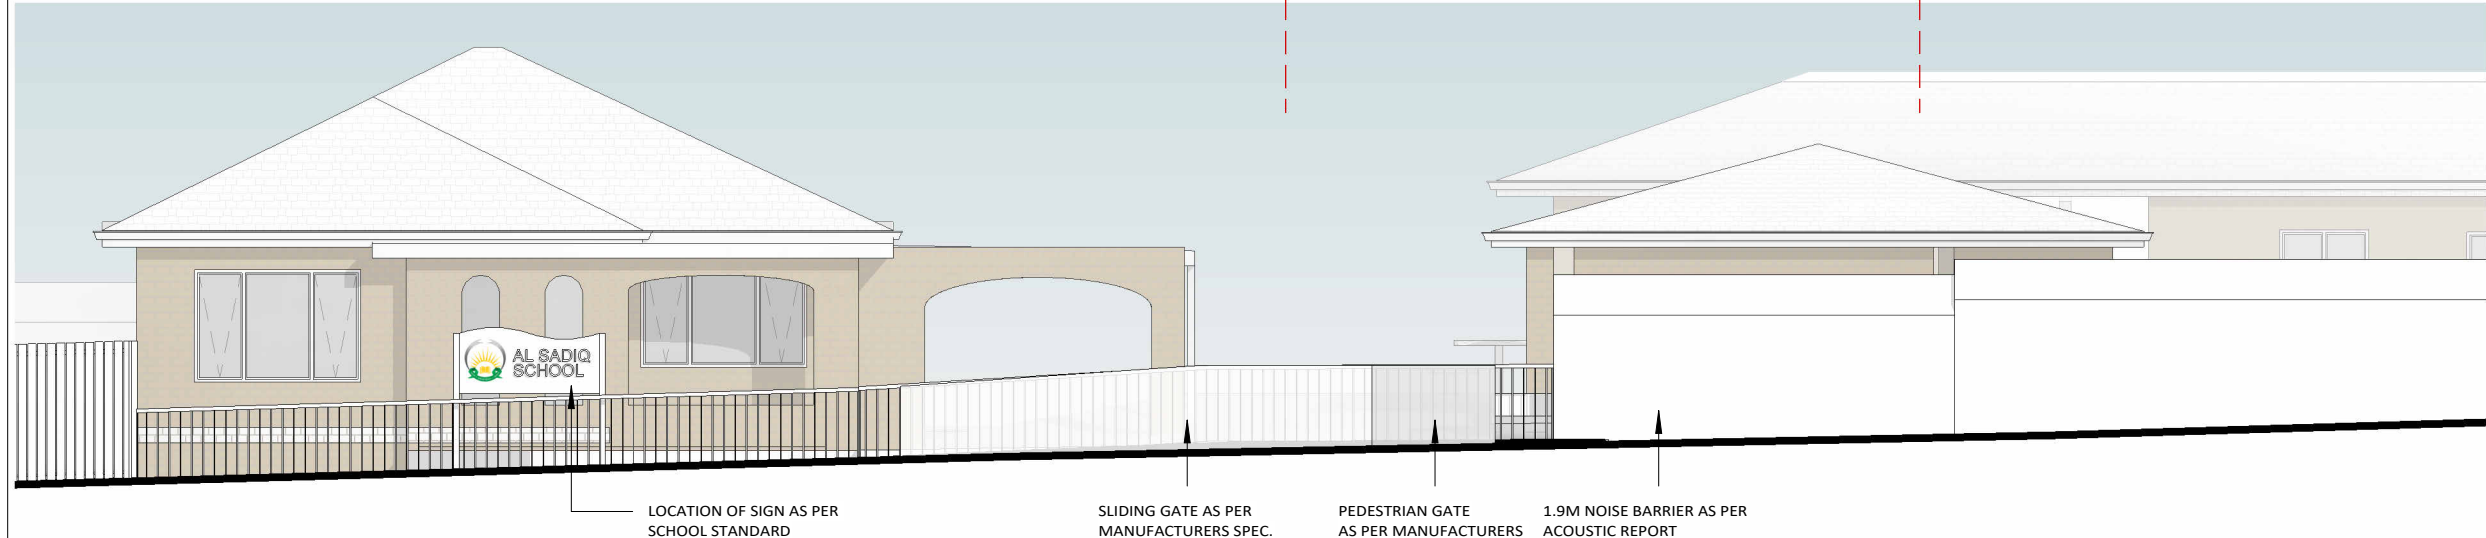 AL SADIQ
SCHOOL
LOCATION OF SIGN AS PER
SCHOOL STANDARD
SLIDING GATE AS PER
MANUFACTURERS SPEC.
PEDESTRIAN GATE
AS PER MANUFACTURERS
1.9M NOISE BARRIER AS PER
ACOUSTIC REPORT